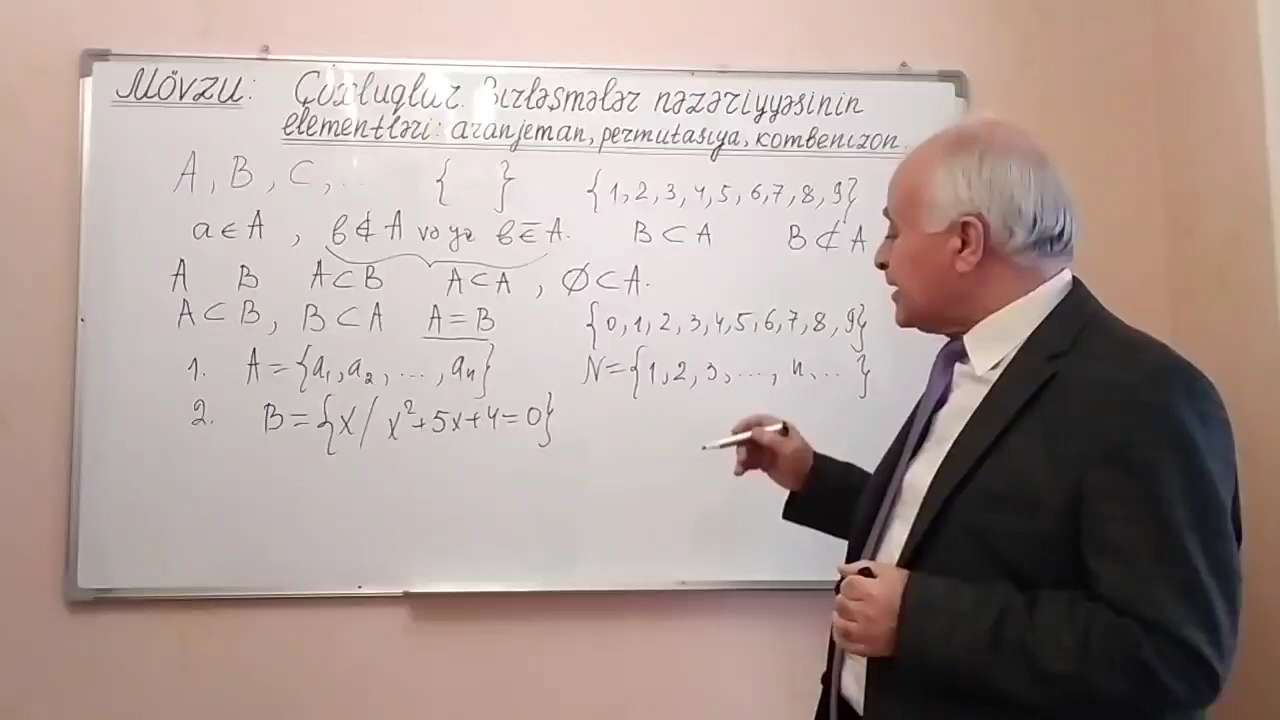 Mövzu: Çoxluqlar. Birləşmələr nəzəriyyəsinin
elementləri: aranjeman, permutasiya, kombenizon.
A, B, C, ... { } {1, 2, 3, 4, 5, 6, 7, 8, 9}
a ∈ A, b ∉ A və ya b ∈̅ A. B ⊂ A B ⊄ A
A B A ⊂ B A ⊂ A, ∅ ⊂ A.
A ⊂ B, B ⊂ A A = B {0, 1, 2, 3, 4, 5, 6, 7, 8, 9}
1. A = {a₁, a₂, ..., aₙ} N = {1, 2, 3, ..., n, ...}
2. B = {x / x² + 5x + 4 = 0}